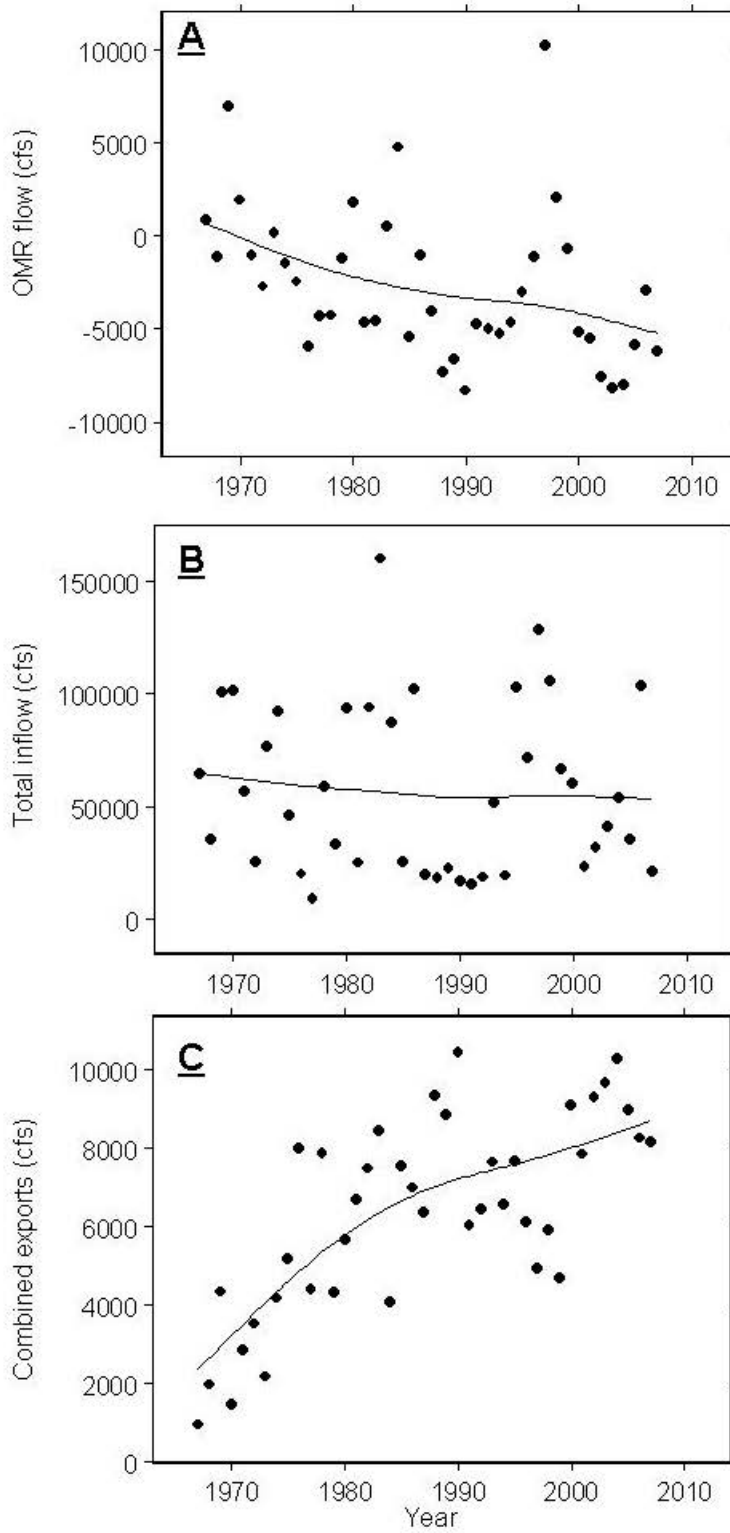 A
10000
5000
0
-5000
-10000
OMR flow (cfs)
1970 1980 1990 2000 2010
B
150000
100000
50000
0
Total inflow (cfs)
1970 1980 1990 2000 2010
C
10000
8000
6000
4000
2000
0
Combined exports (cfs)
1970 1980 1990 2000 2010
Year